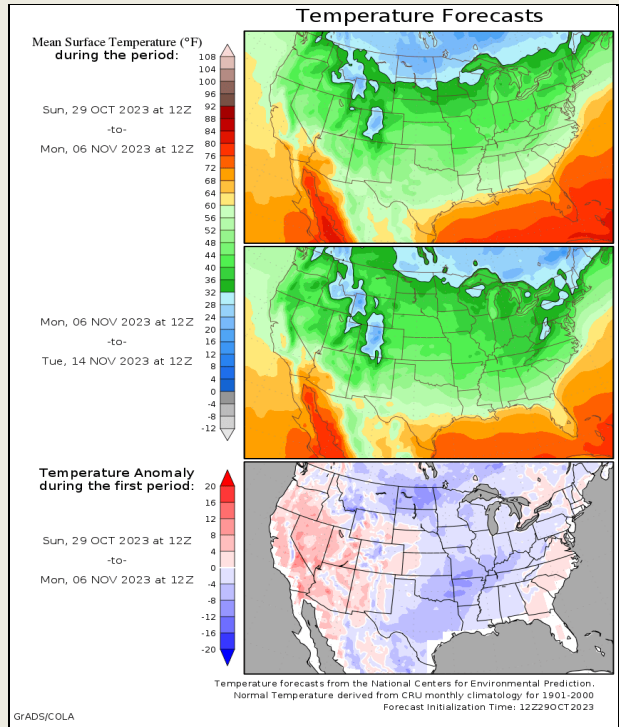 Temperature Forecasts
Mean Surface Temperature (°F)
during the period:
Sun, 29 OCT 2023 at 12Z
-to-
Mon, 06 NOV 2023 at 12Z
108
104
100
96
92
88
84
80
76
72
68
64
60
56
52
48
44
40
36
32
28
24
20
16
12
8
4
0
-4
-8
-12
Mon, 06 NOV 2023 at 12Z
-to-
Tue, 14 NOV 2023 at 12Z
Temperature Anomaly
during the first period:
Sun, 29 OCT 2023 at 12Z
-to-
Mon, 06 NOV 2023 at 12Z
20
16
12
8
4
0
-4
-8
-12
-16
-20
Temperature forecasts from the National Centers for Environmental Prediction.
Normal Temperature derived from CRU monthly climatology for 1901-2000
Forecast Initialization Time: 12Z29OCT2023
GrADS/COLA